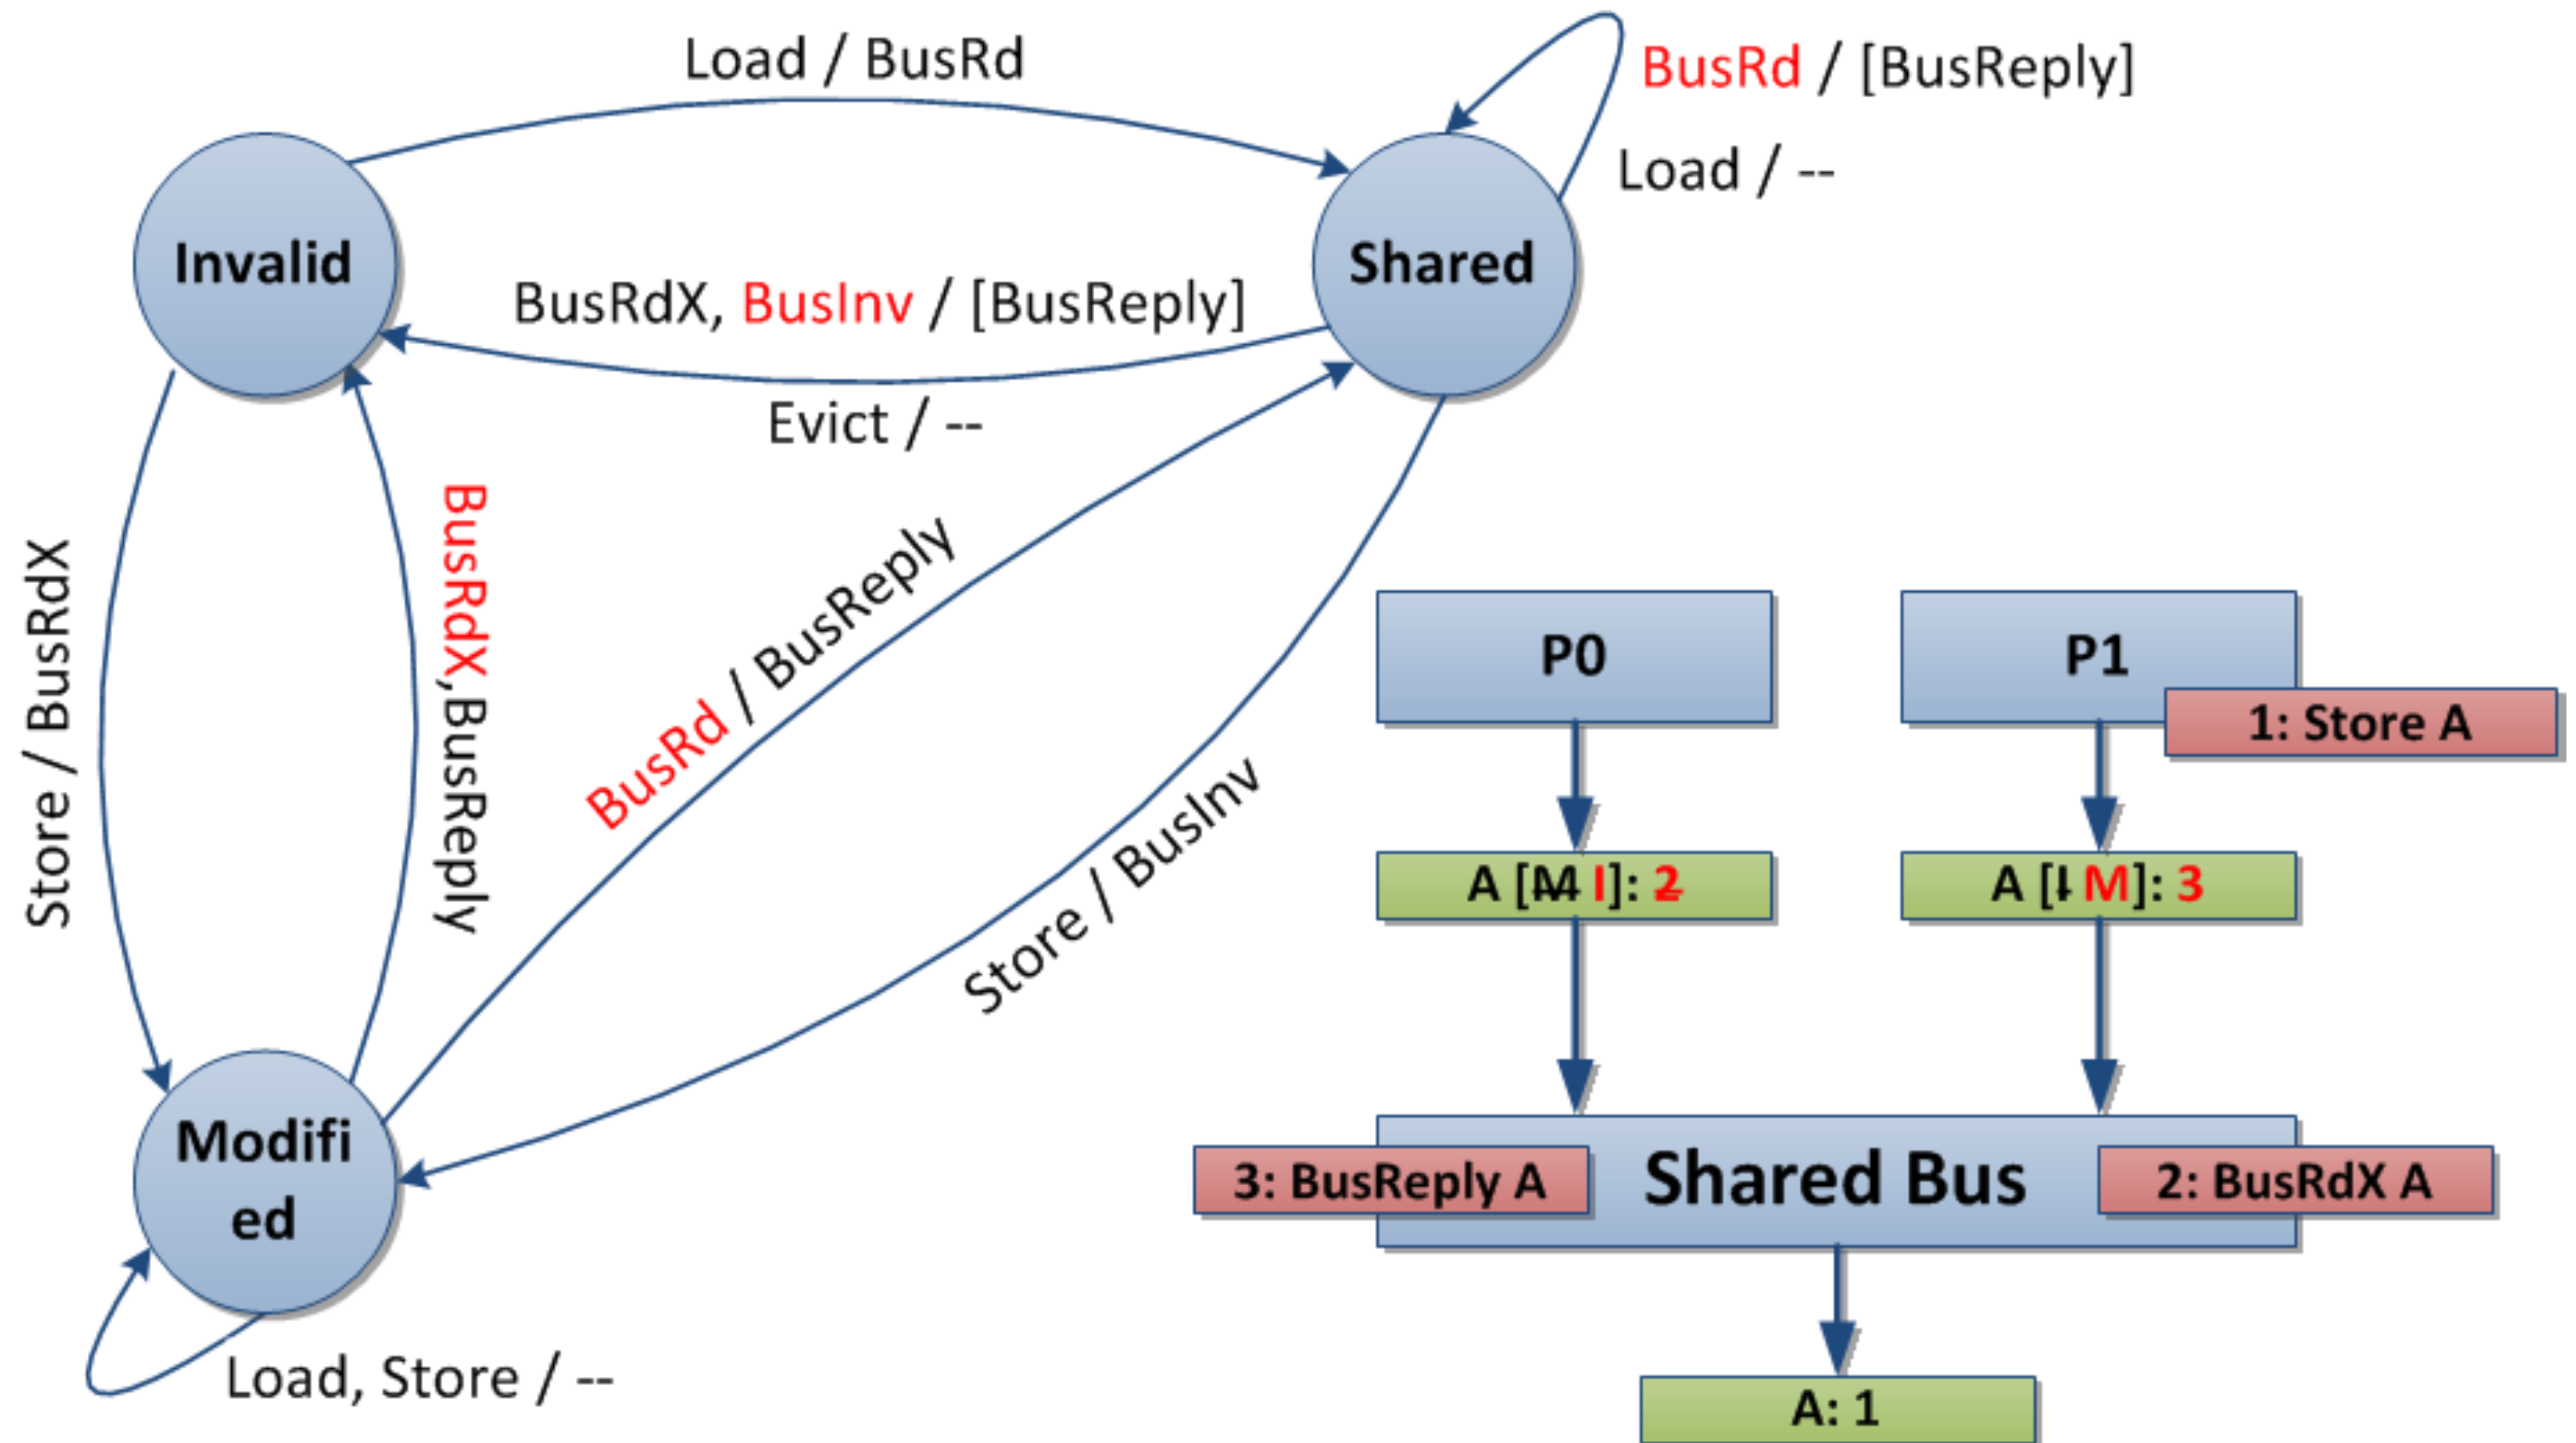 Load / BusRd
BusRd / [BusReply]
Load / --
Invalid
Shared
BusRdX, BusInv / [BusReply]
Evict / --
Store / BusRdX
BusRdX,BusReply
BusRd / BusReply
Store / BusInv
Modifi
ed
Load, Store / --
P0
P1
1: Store A
A [M I]: 2
A [I M]: 3
3: BusReply A
Shared Bus
2: BusRdX A
A: 1